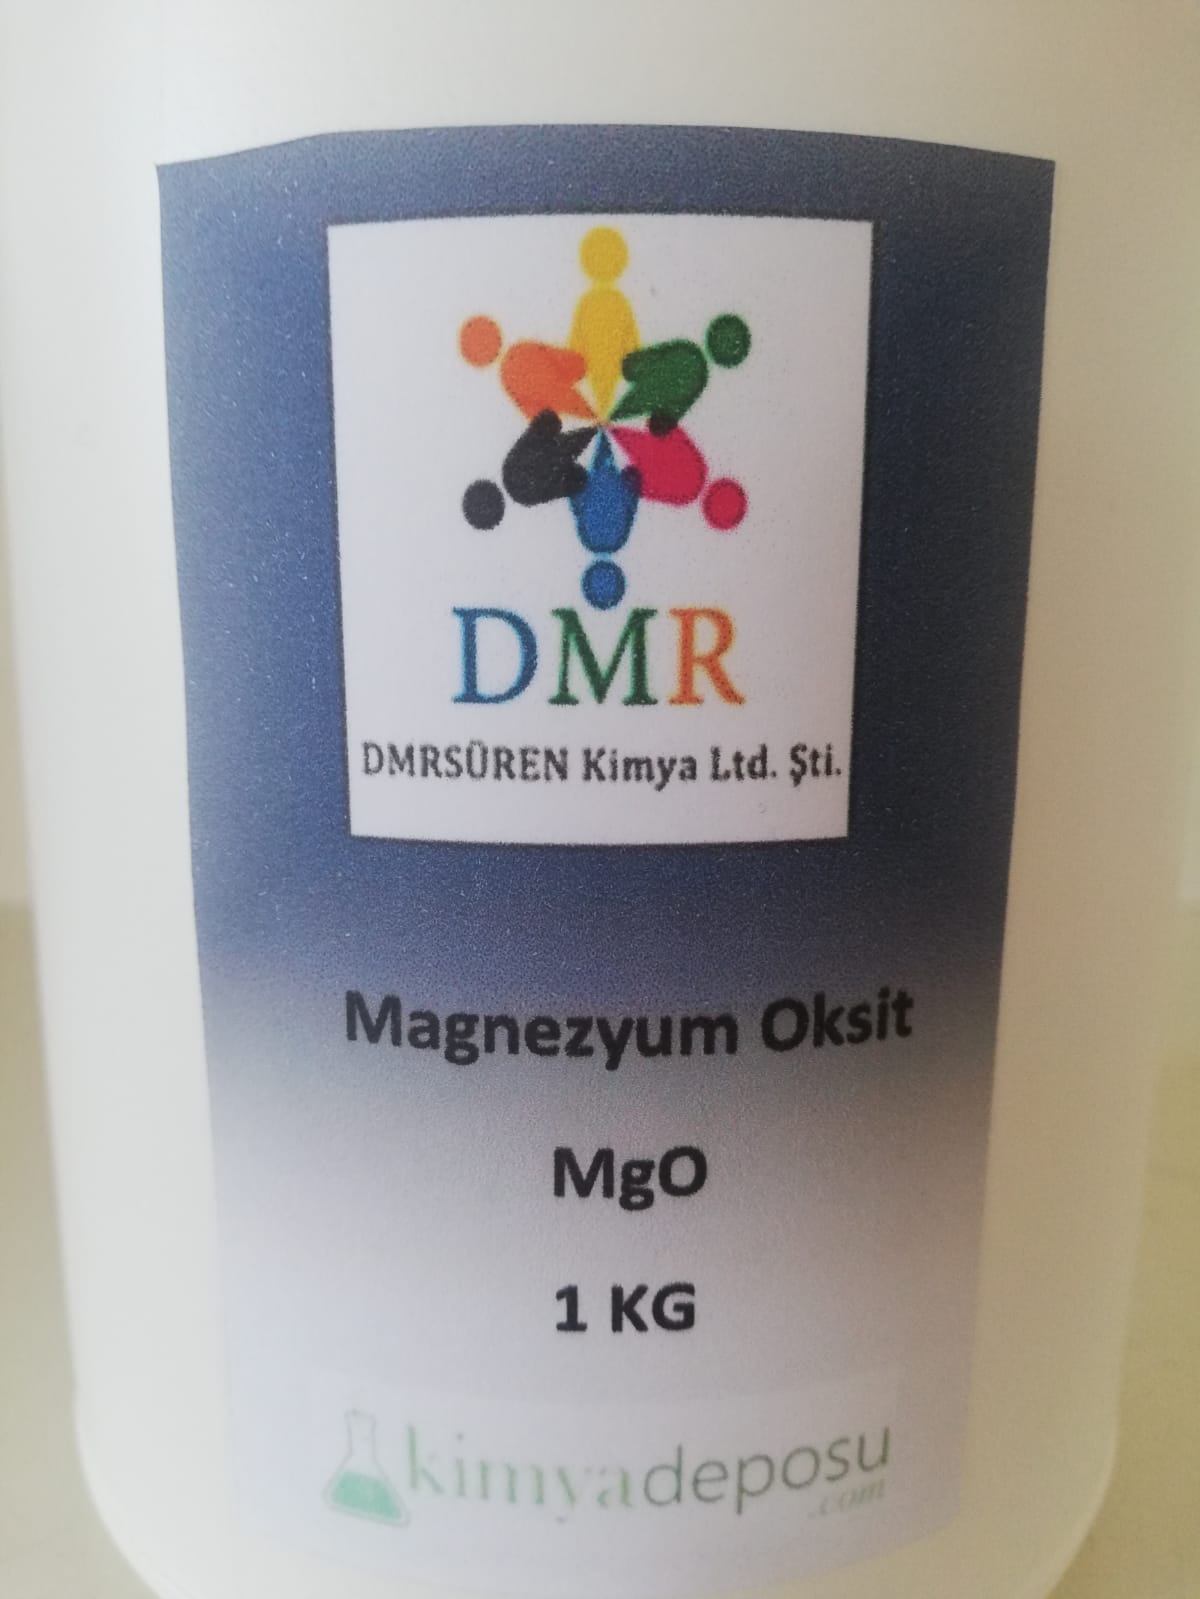 DMR
DMRSÜREN Kimya Ltd. Şti.
Magnezyum Oksit
MgO
1 KG
kimyadeposu
.com